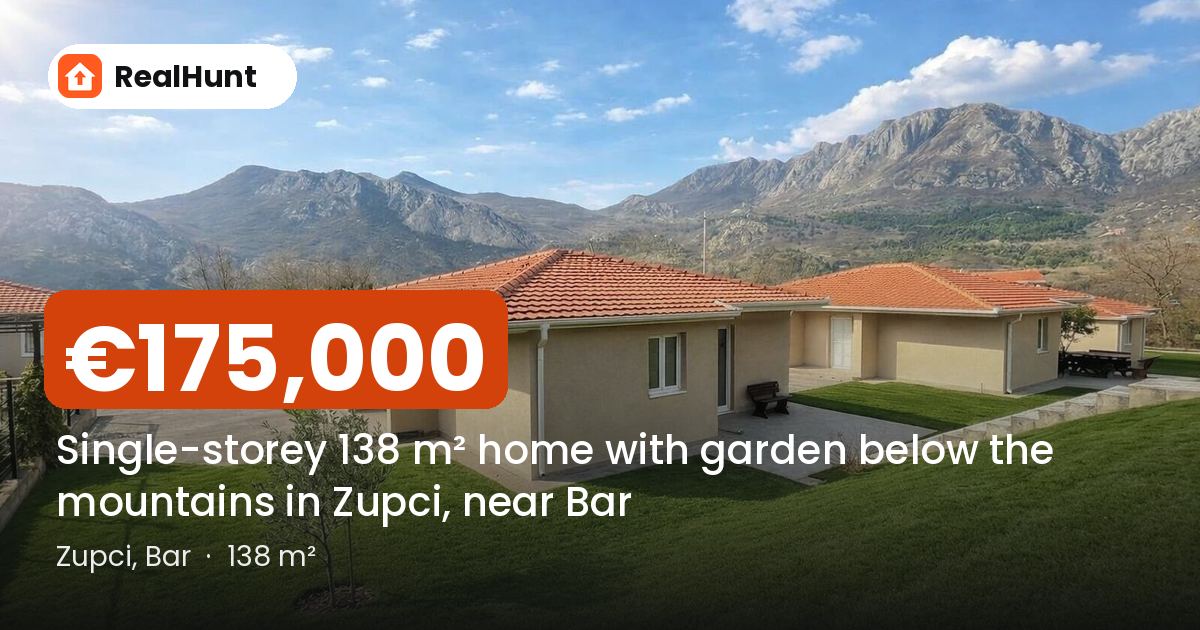 RealHunt
€175,000
Single-storey 138 m² home with garden below the
mountains in Zupci, near Bar
Zupci, Bar · 138 m²